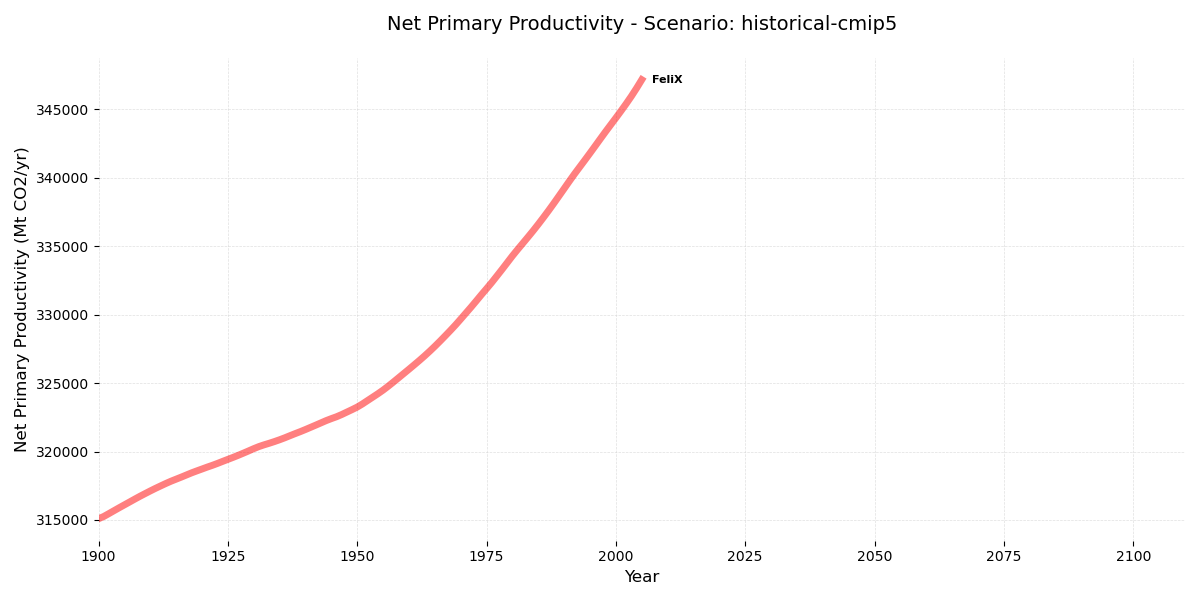 Net Primary Productivity - Scenario: historical-cmip5
FeliX
345000
340000
335000
330000
325000
320000
315000
Net Primary Productivity (Mt CO2/yr)
1900 1925 1950 1975 2000 2025 2050 2075 2100
Year